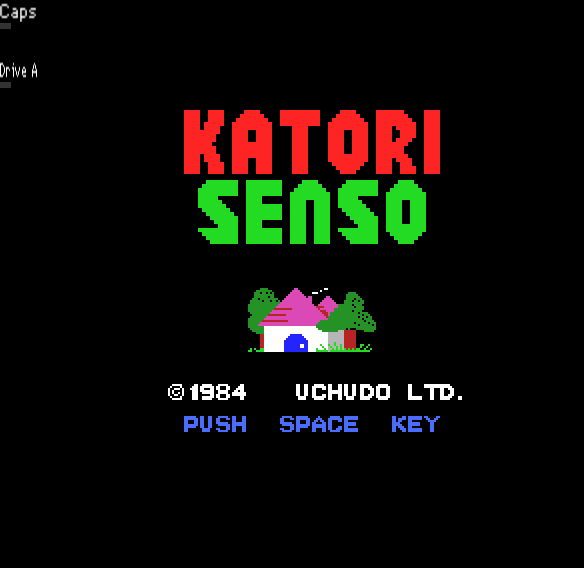 Caps
Drive A
KATORI
SENSO
©1984 UCHUDO LTD.
PUSH SPACE KEY